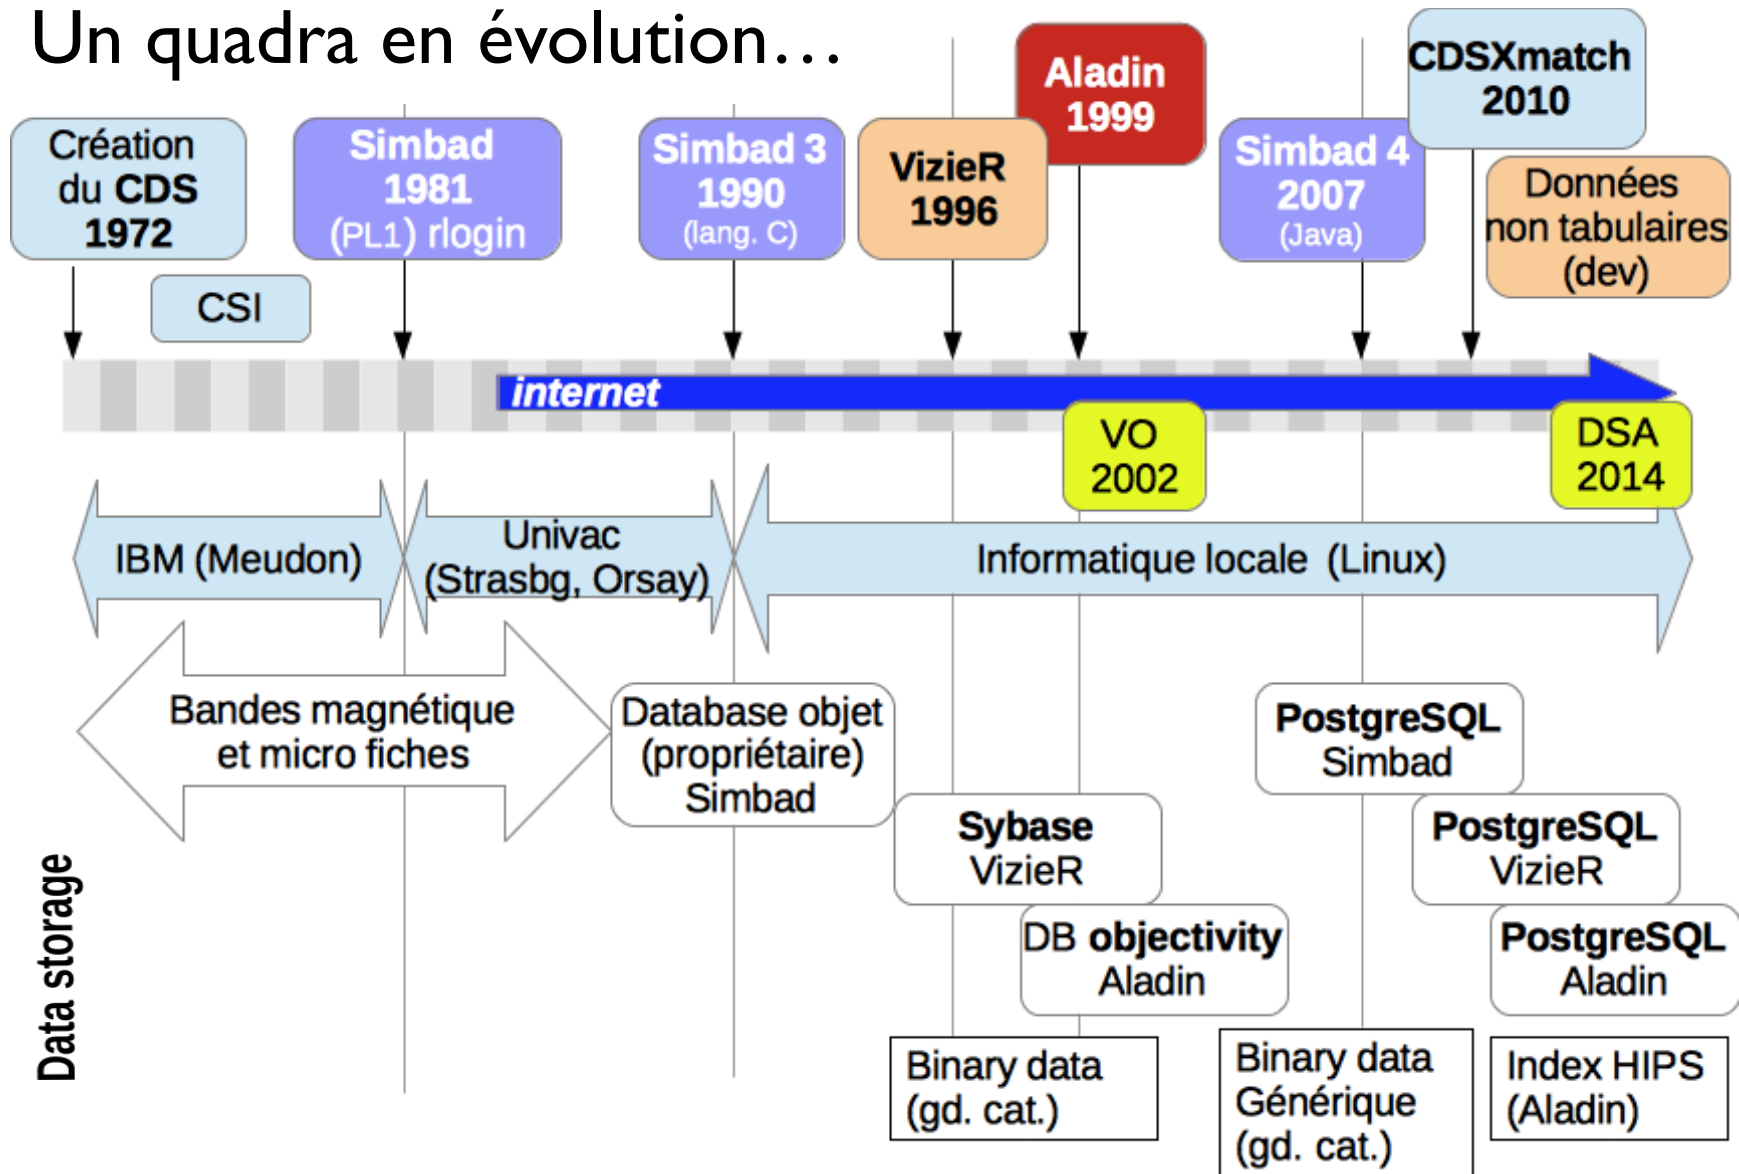 Un quadra en évolution…
Création
du CDS
1972
Simbad
1981
(PL1) rlogin
Simbad 3
1990
(lang. C)
VizieR
1996
Aladin
1999
Simbad 4
2007
(Java)
CDSXmatch
2010
Données
non tabulaires
(dev)
CSI
internet
VO
2002
DSA
2014
IBM (Meudon)
Univac
(Strasbg, Orsay)
Informatique locale (Linux)
Bandes magnétique
et micro fiches
Database objet
(propriétaire)
Simbad
PostgreSQL
Simbad
Sybase
VizieR
PostgreSQL
VizieR
DB objectivity
Aladin
PostgreSQL
Aladin
Data storage
Binary data
(gd. cat.)
Binary data
Générique
(gd. cat.)
Index HIPS
(Aladin)